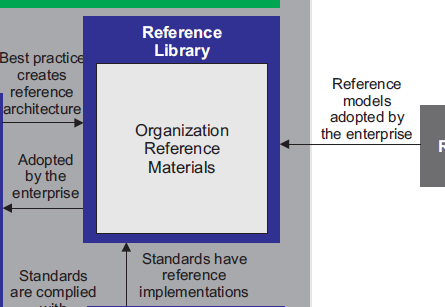 Reference
Library
Best practice
creates
reference
architecture
Organization
Reference
Materials
Reference
models
adopted by
the enterprise
Adopted
by the
enterprise
Standards have
reference
implementations
Standards
are complied